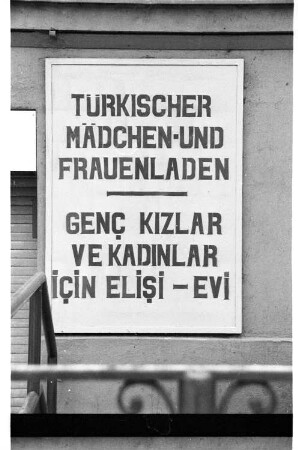 TÜRKISCHER
MÄDCHEN-UND
FRAUENLADEN
GENÇ KIZLAR
VE KADINLAR
İÇİN ELİŞİ – EVİ